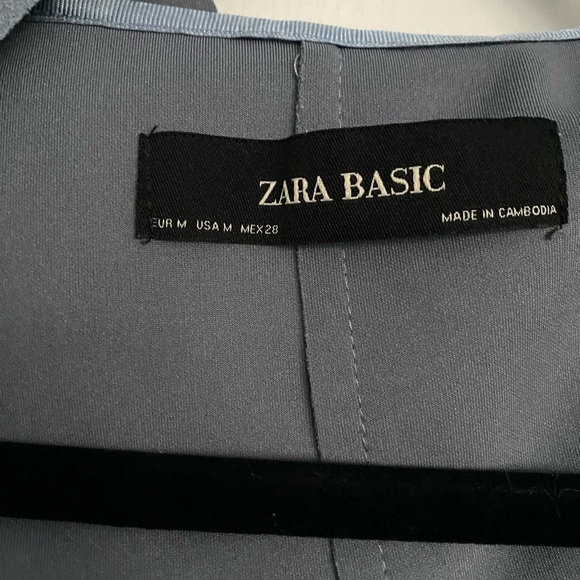 ZARA BASIC
EUR M USA M MEX 28
MADE IN CAMBODIA